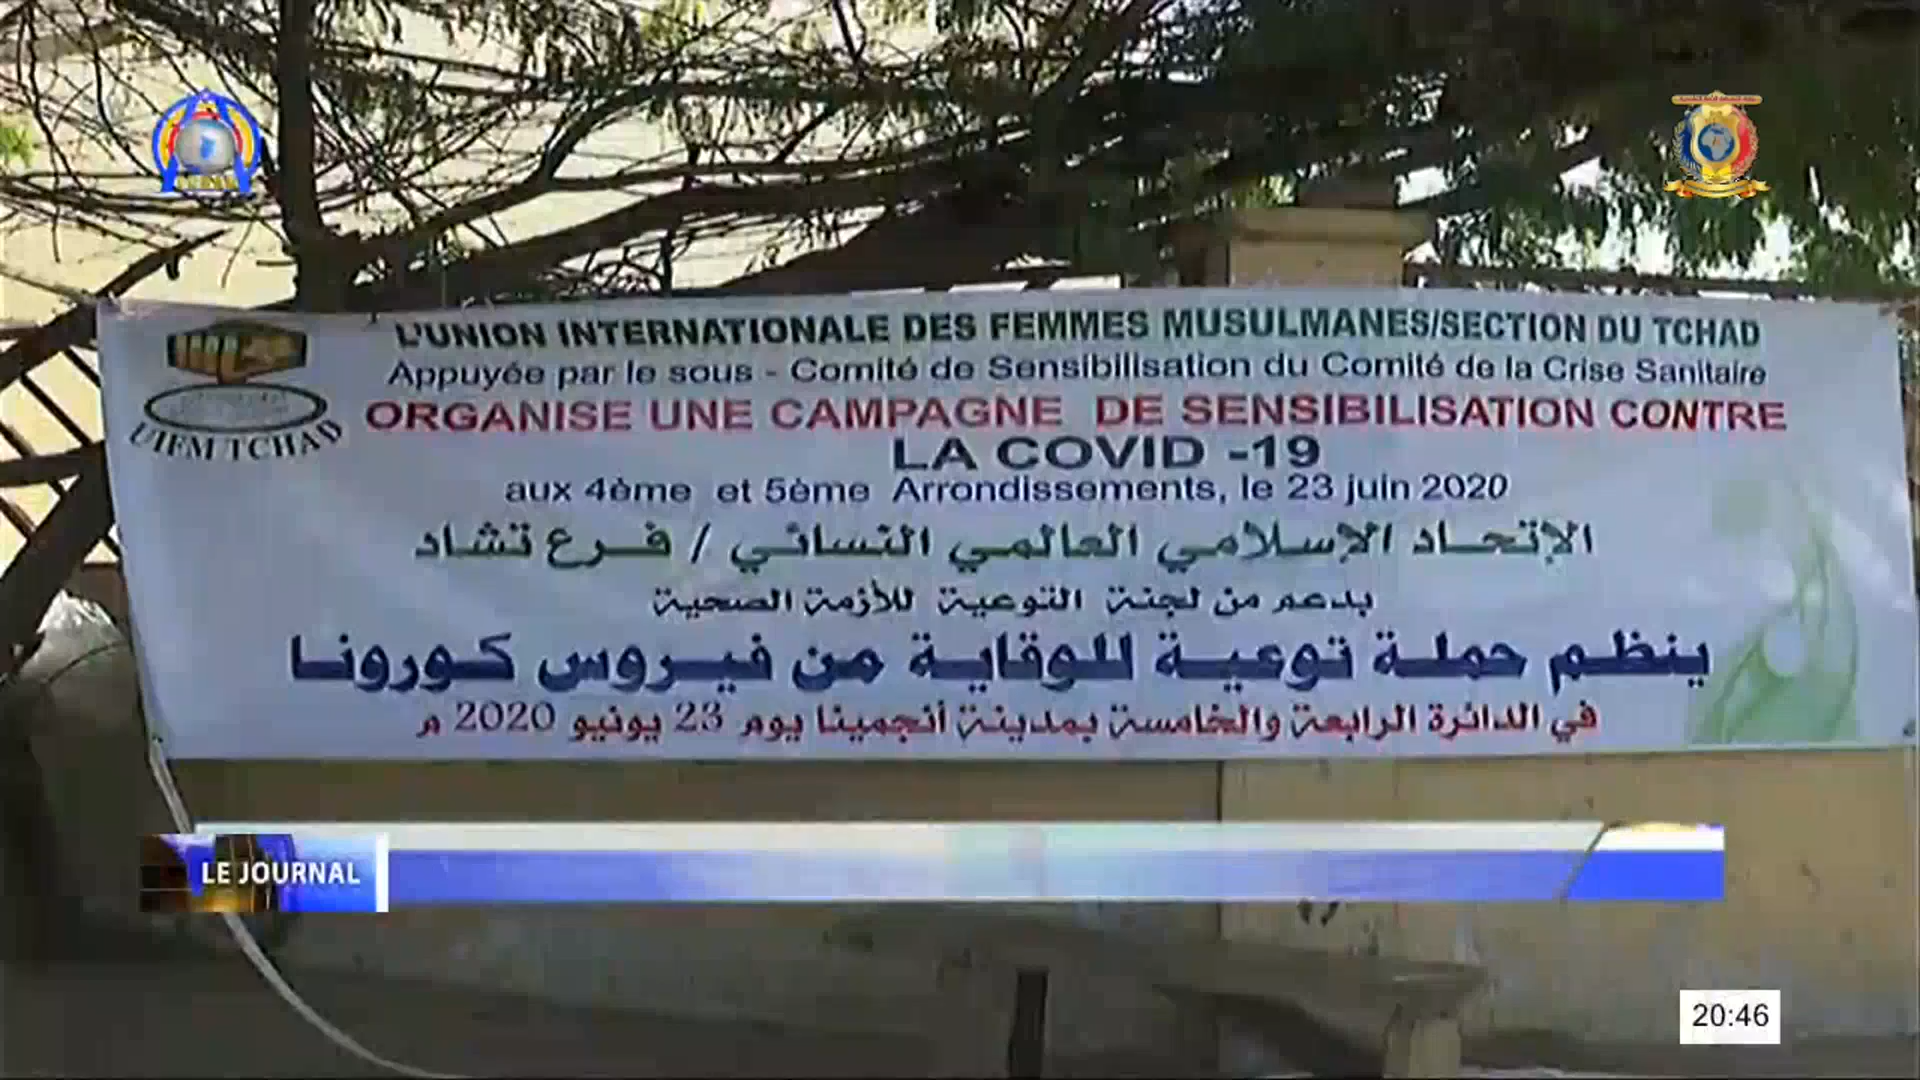 L'UNION INTERNATIONALE DES FEMMES MUSULMANES/SECTION DU TCHAD
Appuyée par le sous - Comité de Sensibilisation du Comité de la Crise Sanitaire
ORGANISE UNE CAMPAGNE DE SENSIBILISATION CONTRE
LA COVID -19
aux 4ème et 5ème Arrondissements, le 23 juin 2020
UIFM TCHAD
الإتحاد الإسلامي العالمي النسائي / فرع تشاد
بدعم من لجنة التوعية للأزمة الصحية
ينظم حملة توعية للوقاية من فيروس كورونا
في الدائرة الرابعة والخامسة بمدينة أنجمينا يوم 23 يونيو 2020 م
LE JOURNAL
20:46